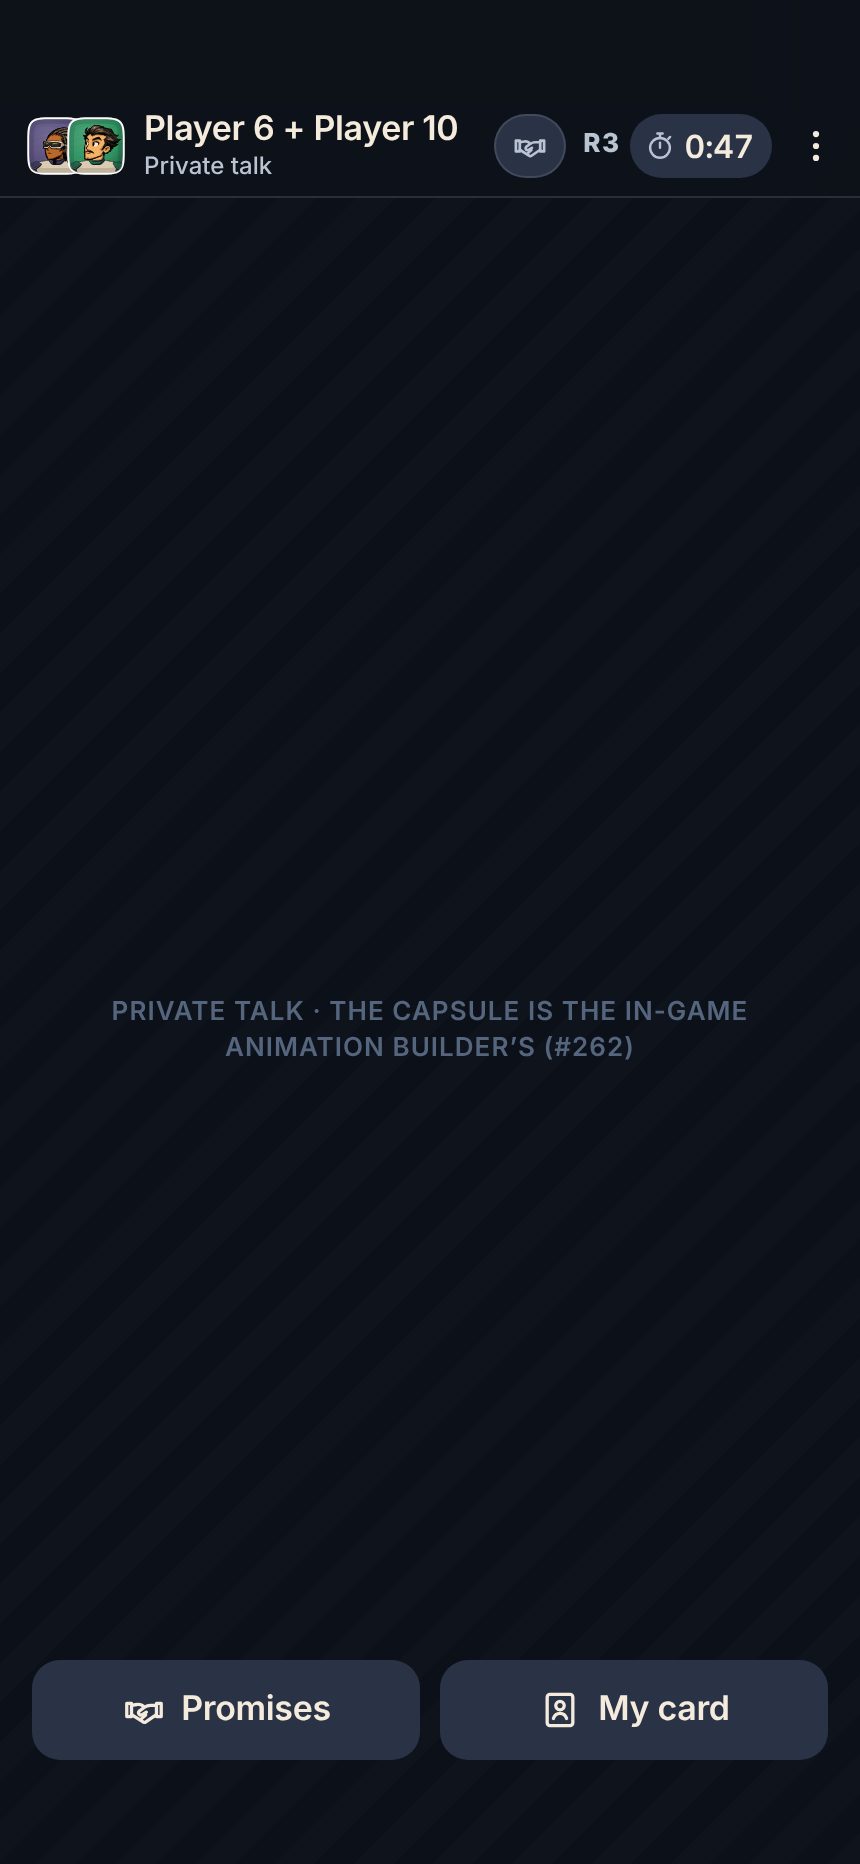 Player 6 + Player 10
Private talk
R3
0:47
PRIVATE TALK · THE CAPSULE IS THE IN-GAME
ANIMATION BUILDER’S (#262)
Promises
My card